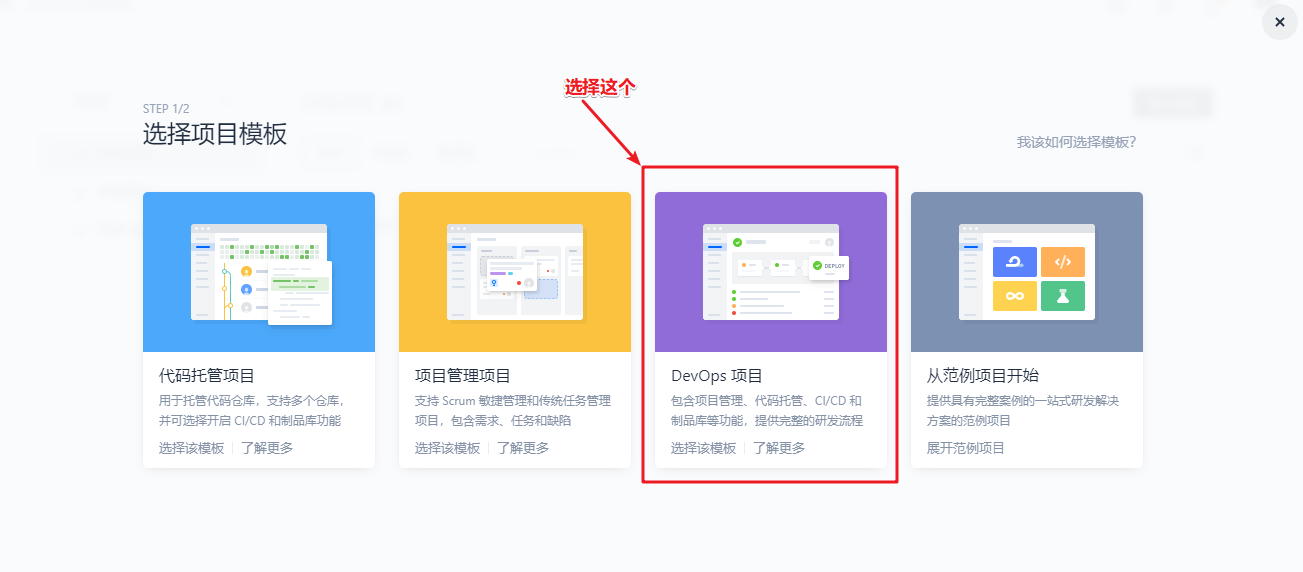 选择这个
STEP 1/2
选择项目模板
我该如何选择模板?
DEPLOY
代码托管项目
用于托管代码仓库，支持多个仓库，
并可选择开启 CI/CD 和制品库功能
选择该模板 | 了解更多
项目管理项目
支持 Scrum 敏捷管理和传统任务管理
项目，包含需求、任务和缺陷
选择该模板 | 了解更多
DevOps 项目
包含项目管理、代码托管、CI/CD 和
制品库等功能，提供完整的研发流程
选择该模板 | 了解更多
从范例项目开始
提供具有完整案例的一站式研发解决
方案的范例项目
展开范例项目